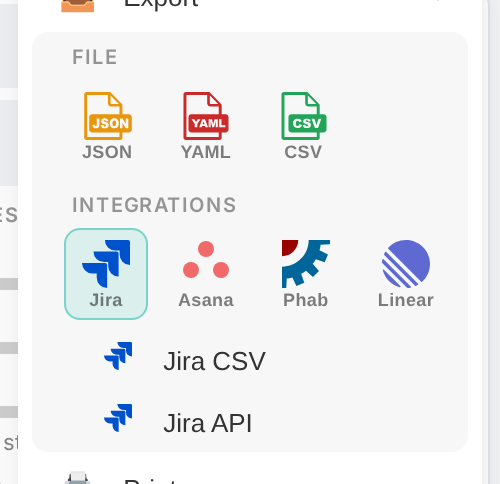 Export
FILE
JSON YAML CSV
JSON YAML CSV
INTEGRATIONS
Jira Asana Phab Linear
Jira CSV
Jira API